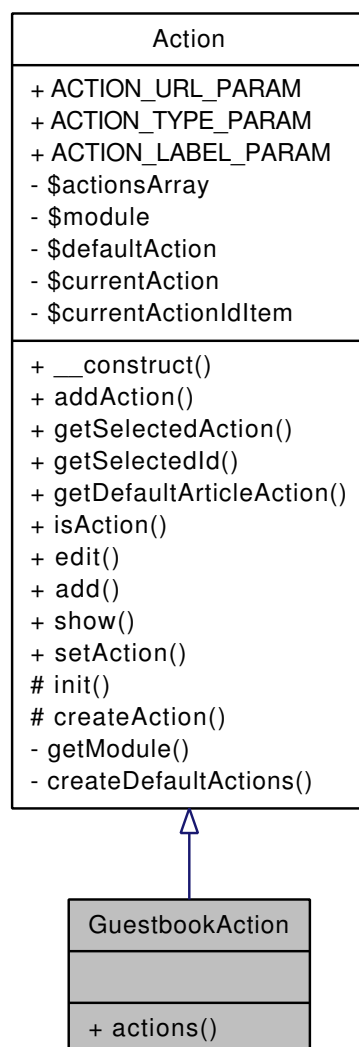 Action
+ ACTION_URL_PARAM
+ ACTION_TYPE_PARAM
+ ACTION_LABEL_PARAM
- $actionsArray
- $module
- $defaultAction
- $currentAction
- $currentActionIdItem
+ __construct()
+ addAction()
+ getSelectedAction()
+ getSelectedId()
+ getDefaultArticleAction()
+ isAction()
+ edit()
+ add()
+ show()
+ setAction()
# init()
# createAction()
- getModule()
- createDefaultActions()
GuestbookAction
+ actions()